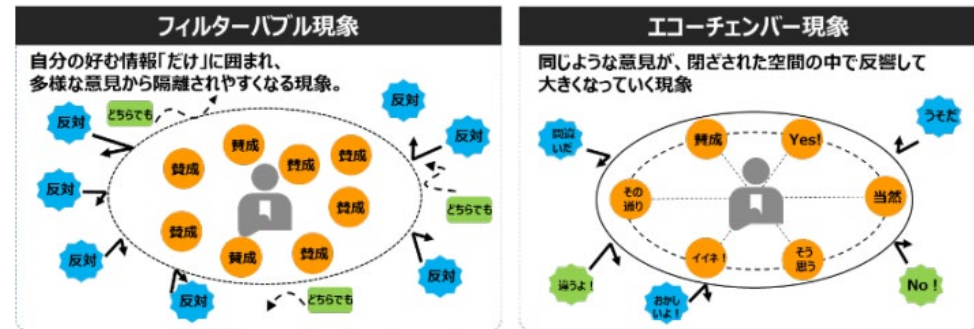 フィルターバブル現象
自分の好む情報「だけ」に囲まれ、
多様な意見から隔離されやすくなる現象。
反対
どちらでも
反対
反対
賛成
賛成
賛成
賛成
反対
賛成
どちらでも
賛成
賛成
賛成
反対
反対
反対
どちらでも
エコーチェンバー現象
同じような意見が、閉ざされた空間の中で反響して
大きくなっていく現象
間違
いだ
賛成
Yes!
うそだ
その
通り
当然
イイネ！
そう
思う
違うよ！
おかし
いよ！
No！